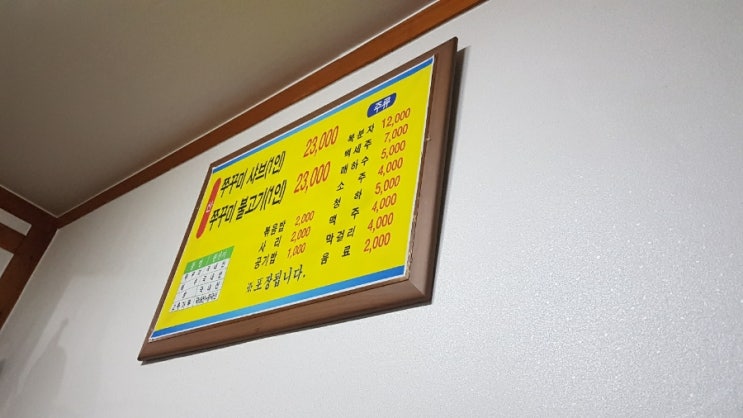 쭈꾸미 샤브(1인) 23,000
쭈꾸미 불고기(1인) 23,000
볶음밥 2,000
사 리 2,000
공기밥 1,000
※포장됩니다.
주류
복분자 12,000
백세주 7,000
매하수 5,000
소 주 4,000
청 하 5,000
맥 주 4,000
막걸리 4,000
음 료 2,000